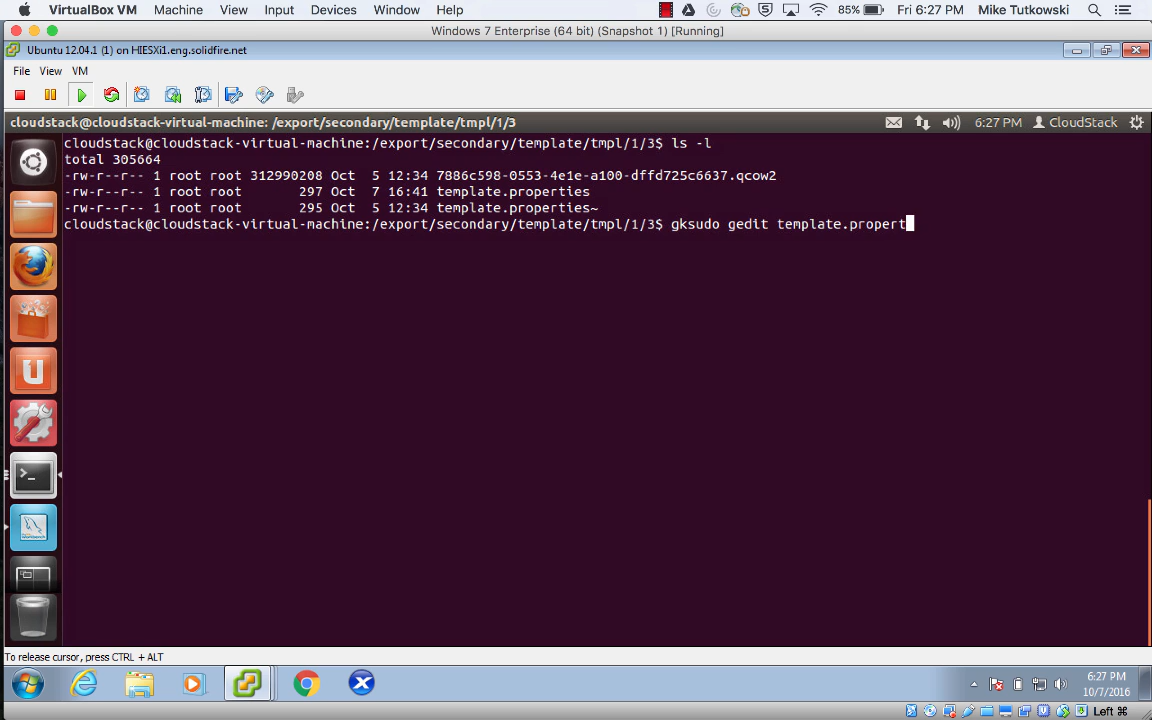 VirtualBox VM Machine View Input Devices Window Help 85% Fri 6:27 PM Mike Tutkowski
Windows 7 Enterprise (64 bit) (Snapshot 1) [Running]
Ubuntu 12.04.1 (1) on HIESXi1.eng.solidfire.net
File View VM
cloudstack@cloudstack-virtual-machine: /export/secondary/template/tmpl/1/3 6:27 PM CloudStack
cloudstack@cloudstack-virtual-machine:/export/secondary/template/tmpl/1/3$ ls -l
total 305664
-rw-r--r-- 1 root root 312990208 Oct  5 12:34 7886c598-0553-4e1e-a100-dffd725c6637.qcow2
-rw-r--r-- 1 root root       297 Oct  7 16:41 template.properties
-rw-r--r-- 1 root root       295 Oct  5 12:34 template.properties~
cloudstack@cloudstack-virtual-machine:/export/secondary/template/tmpl/1/3$ gksudo gedit template.propert
To release cursor, press CTRL + ALT
6:27 PM
10/7/2016
Left ⌘